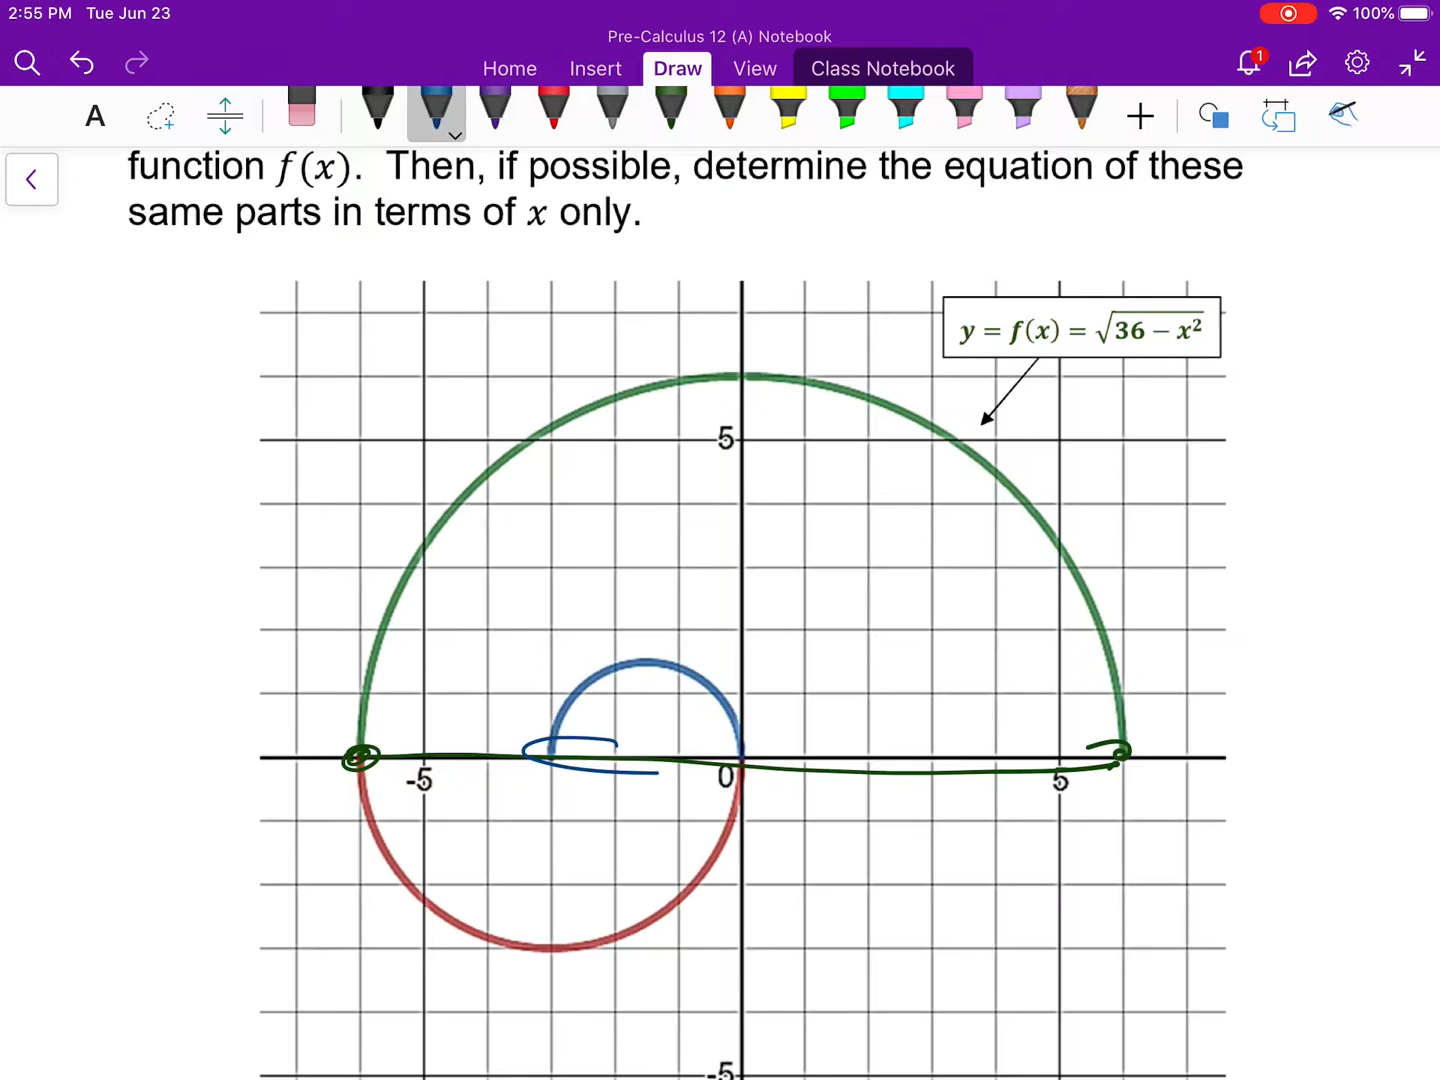 2:55 PM Tue Jun 23
100%
Pre-Calculus 12 (A) Notebook
Home Insert Draw View Class Notebook
1
A
function f(x). Then, if possible, determine the equation of these
same parts in terms of x only.
y = f(x) = √36 − x²
5
-5 0 5
-5